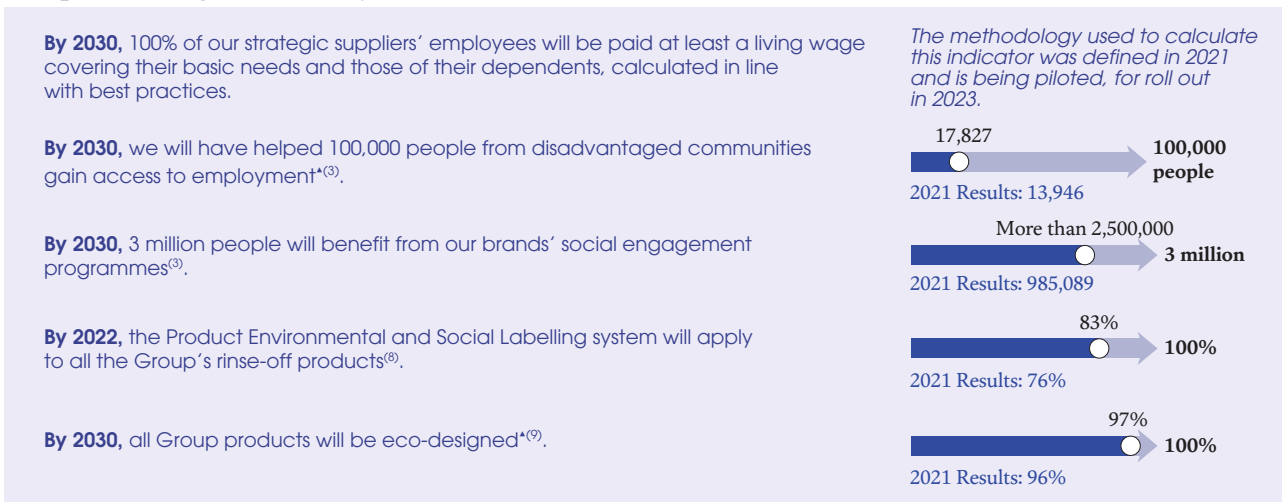 By 2030, 100% of our strategic suppliers’ employees will be paid at least a living wage
covering their basic needs and those of their dependents, calculated in line
with best practices.
The methodology used to calculate
this indicator was defined in 2021
and is being piloted, for roll out
in 2023.
By 2030, we will have helped 100,000 people from disadvantaged communities
gain access to employment▲(3).
17,827
100,000
people
2021 Results: 13,946
By 2030, 3 million people will benefit from our brands’ social engagement
programmes(3).
More than 2,500,000
3 million
2021 Results: 985,089
By 2022, the Product Environmental and Social Labelling system will apply
to all the Group’s rinse-off products(8).
83%
100%
2021 Results: 76%
By 2030, all Group products will be eco-designed▲(9).
97%
100%
2021 Results: 96%